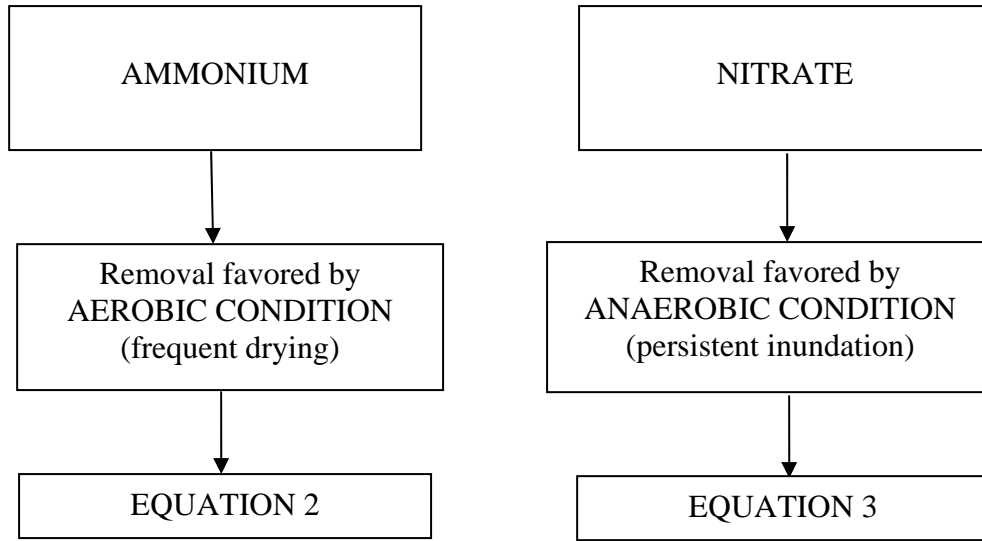 AMMONIUM
Removal favored by
AEROBIC CONDITION
(frequent drying)
EQUATION 2
NITRATE
Removal favored by
ANAEROBIC CONDITION
(persistent inundation)
EQUATION 3